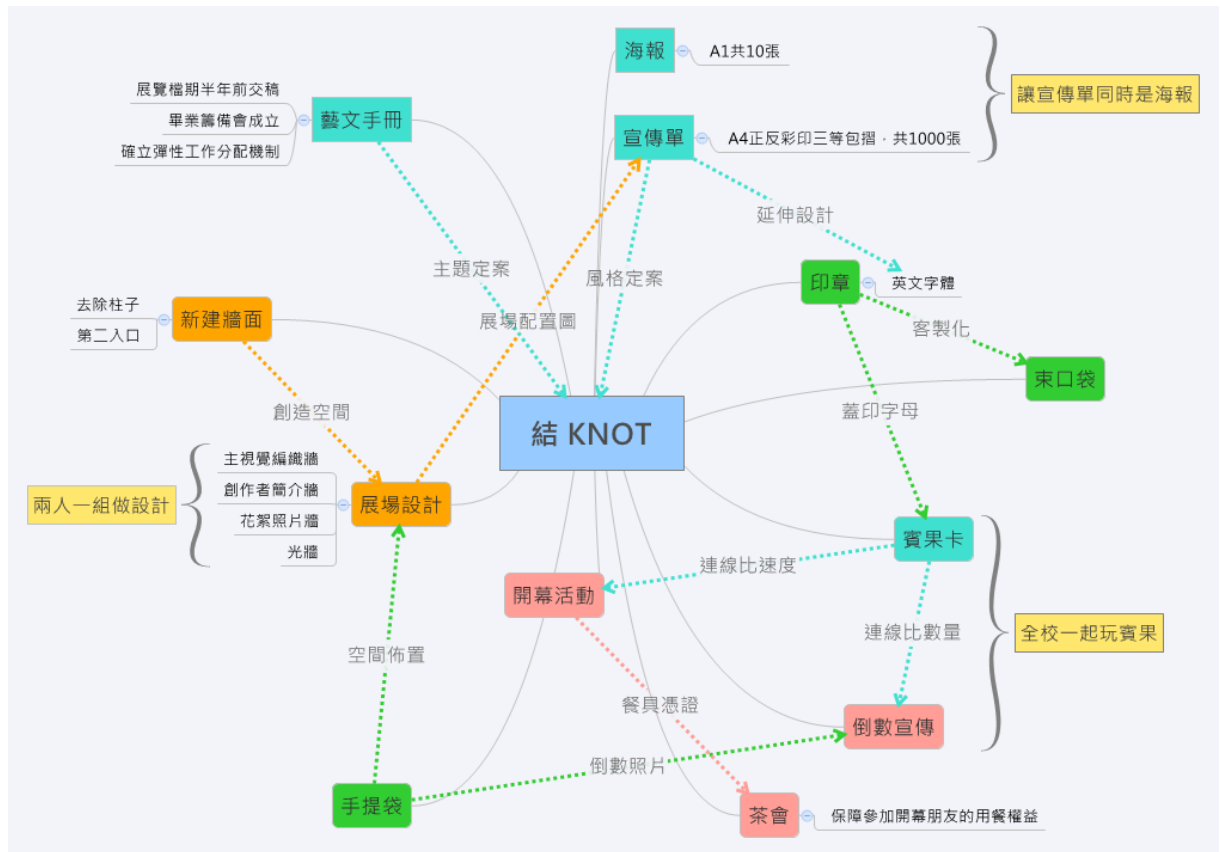 海報
A1共10張
讓宣傳單同時是海報
展覽檔期半年前交稿
畢業籌備會成立
確立彈性工作分配機制
藝文手冊
宣傳單
A4正反彩印三等包摺‧共1000張
延伸設計
主題定案
風格定案
印章
英文字體
去除柱子
第二入口
新建牆面
展場配置圖
客製化
束口袋
創造空間
蓋印字母
結 KNOT
兩人一組做設計
主視覺編織牆
創作者簡介牆
花絮照片牆
光牆
展場設計
賓果卡
連線比速度
開幕活動
連線比數量
全校一起玩賓果
空間佈置
餐具憑證
倒數宣傳
倒數照片
手提袋
茶會
保障參加開幕朋友的用餐權益